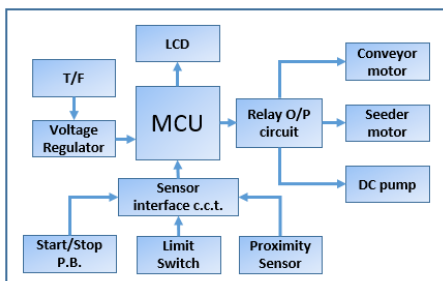 LCD
Conveyor
motor
T/F
MCU
Relay O/P
circuit
Seeder
motor
Voltage
Regulator
DC pump
Sensor
interface c.c.t.
Start/Stop
P.B.
Limit
Switch
Proximity
Sensor